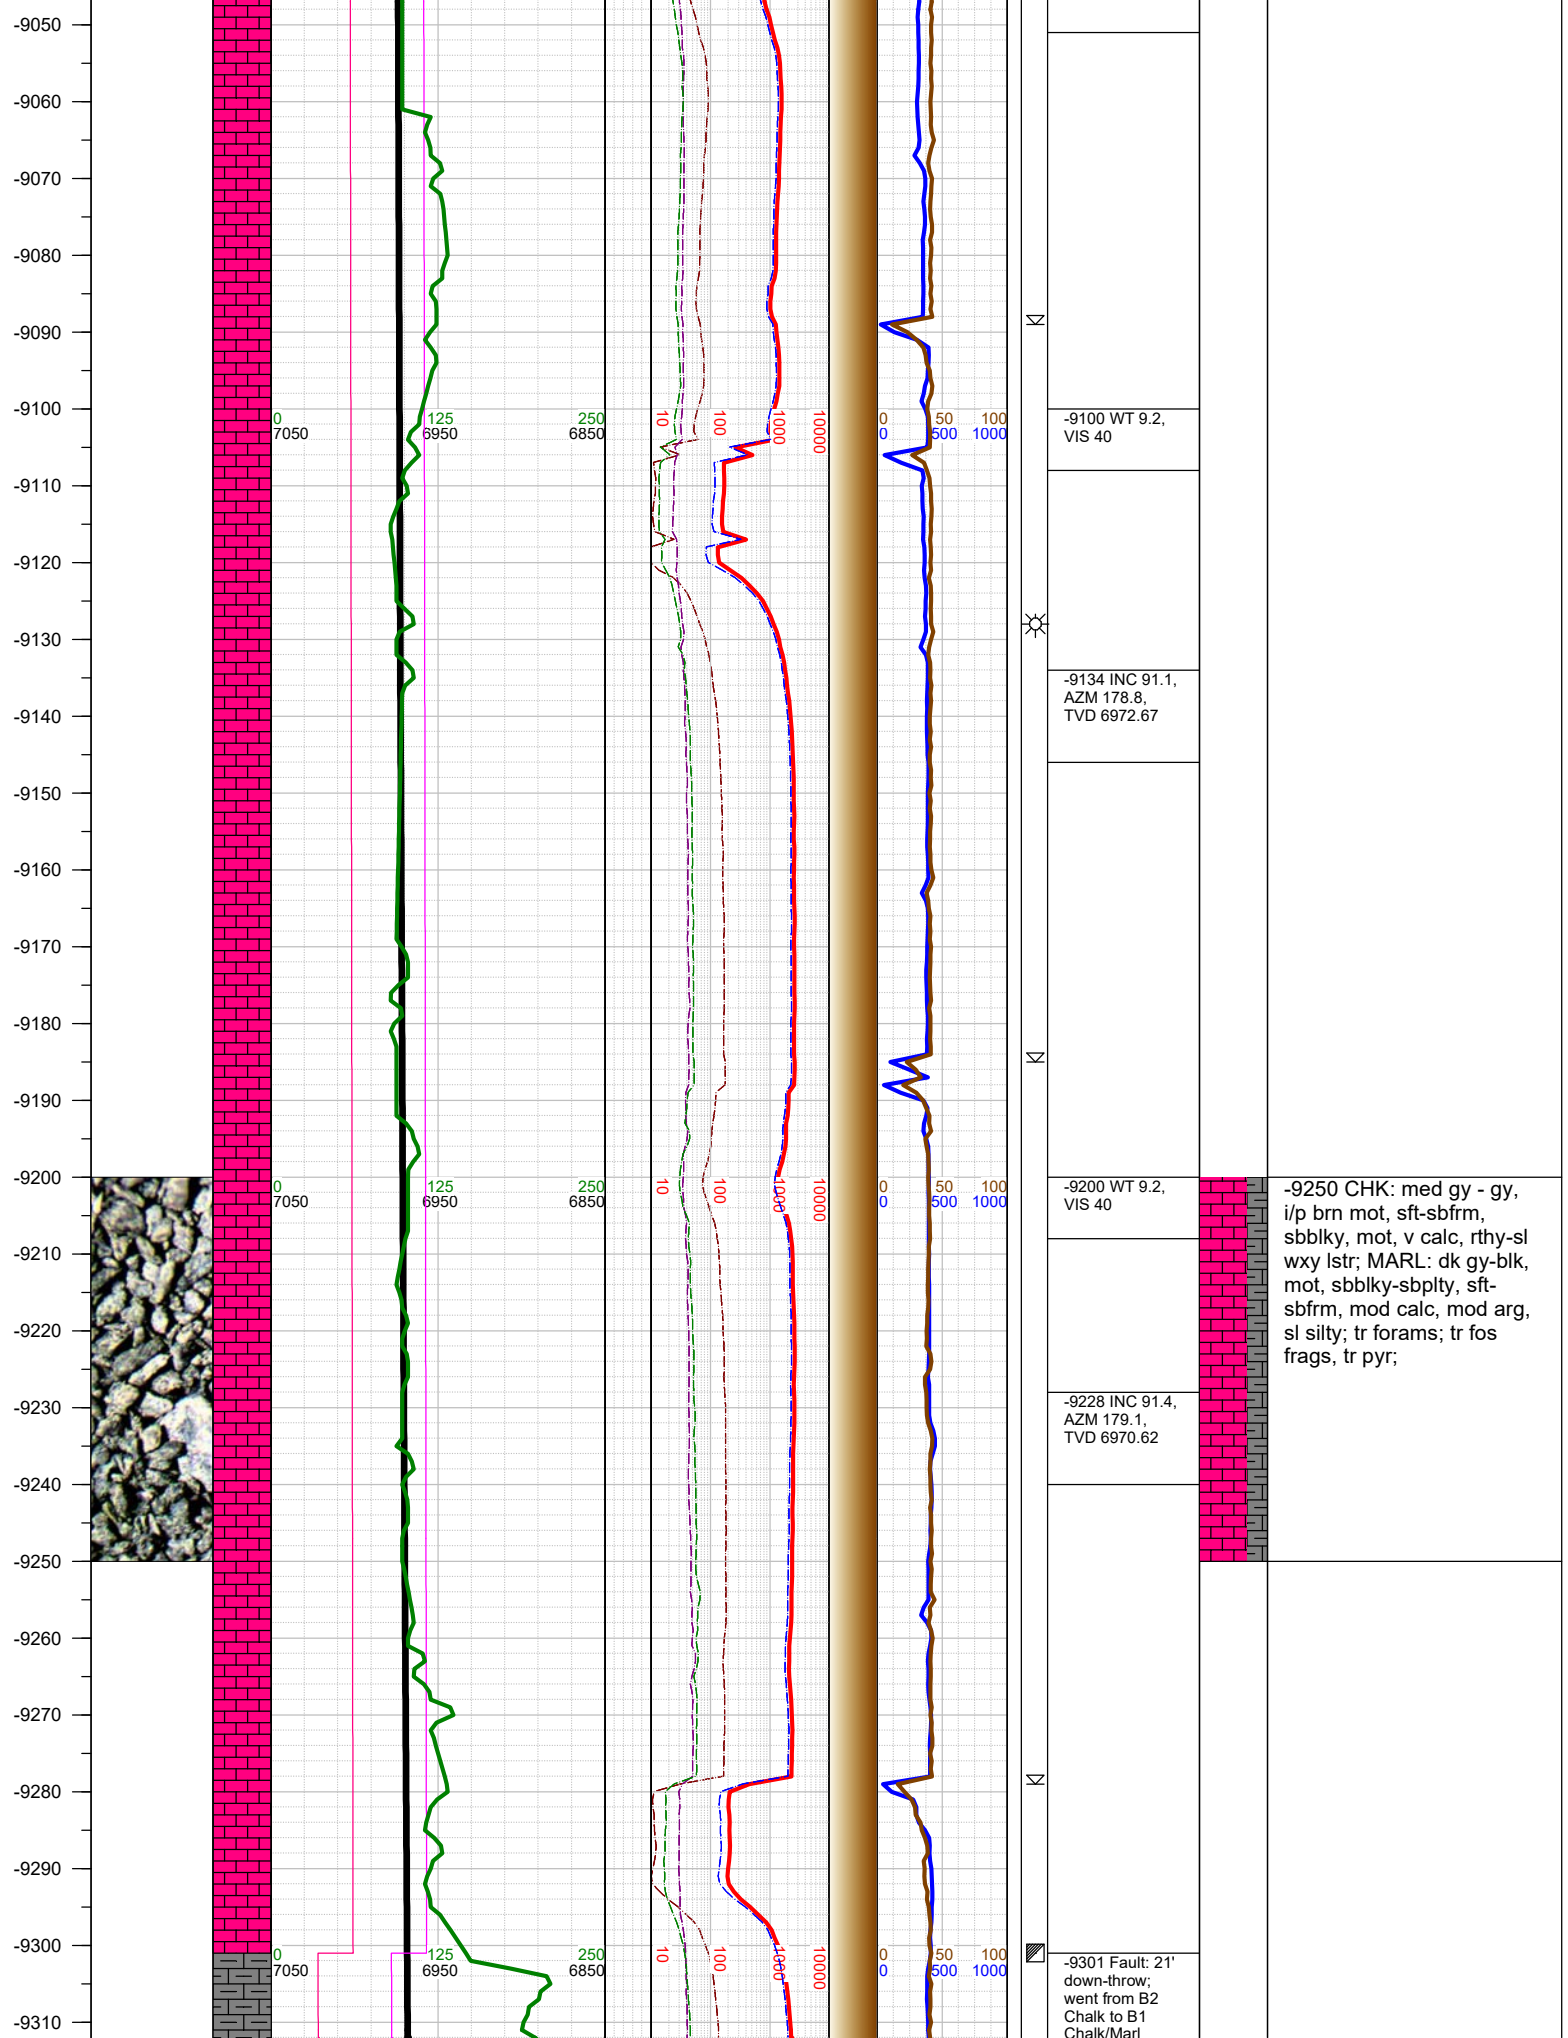 -9050
-9060
-9070
-9080
-9090
-9100
0 125 250
7050 6950 6850
10 100 1000 10000
0 50 100
0 500 1000
-9100 WT 9.2,
VIS 40
-9110
-9120
-9130
-9134 INC 91.1,
AZM 178.8,
TVD 6972.67
-9140
-9150
-9160
-9170
-9180
-9190
-9200
0 125 250
7050 6950 6850
10 100 1000 10000
0 50 100
0 500 1000
-9200 WT 9.2,
VIS 40
-9250 CHK: med gy - gy,
i/p brn mot, sft-sbfrm,
sbblky, mot, v calc, rthy-sl
wxy lstr; MARL: dk gy-blk,
mot, sbblky-sbplty, sft-
sbfrm, mod calc, mod arg,
sl silty; tr forams; tr fos
frags, tr pyr;
-9210
-9220
-9230
-9228 INC 91.4,
AZM 179.1,
TVD 6970.62
-9240
-9250
-9260
-9270
-9280
-9290
-9300
0 125 250
7050 6950 6850
10 100 1000 10000
0 50 100
0 500 1000
-9301 Fault: 21'
down-throw;
went from B2
Chalk to B1
Chalk/Marl
-9310